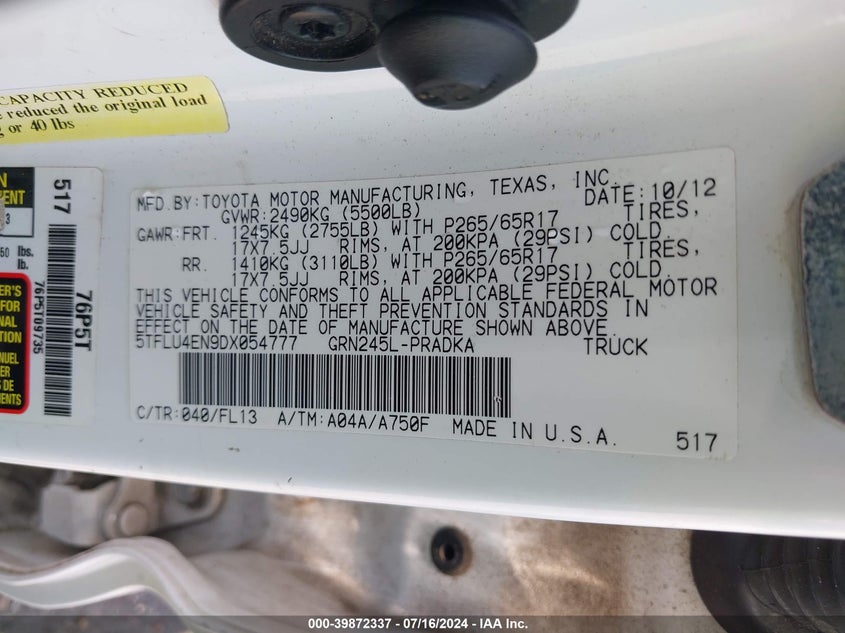 CAPACITY REDUCED
reduced the original load
or 40 lbs
517
76P5T
76P5T09735
lbs.
lb.
MFD.BY:TOYOTA MOTOR MANUFACTURING, TEXAS, INC. DATE:10/12
GVWR:2490KG (5500LB)
GAWR:FRT. 1245KG (2755LB) WITH P265/65R17 TIRES,
17X7.5JJ RIMS, AT 200KPA (29PSI) COLD.
RR. 1410KG (3110LB) WITH P265/65R17 TIRES,
17X7.5JJ RIMS, AT 200KPA (29PSI) COLD.
THIS VEHICLE CONFORMS TO ALL APPLICABLE FEDERAL MOTOR
VEHICLE SAFETY AND THEFT PREVENTION STANDARDS IN
EFFECT ON THE DATE OF MANUFACTURE SHOWN ABOVE.
5TFLU4EN9DX054777 GRN245L-PRADKA TRUCK
C/TR:040/FL13 A/TM:A04A/A750F MADE IN U.S.A. 517
000-39872337 - 07/16/2024 - IAA Inc.